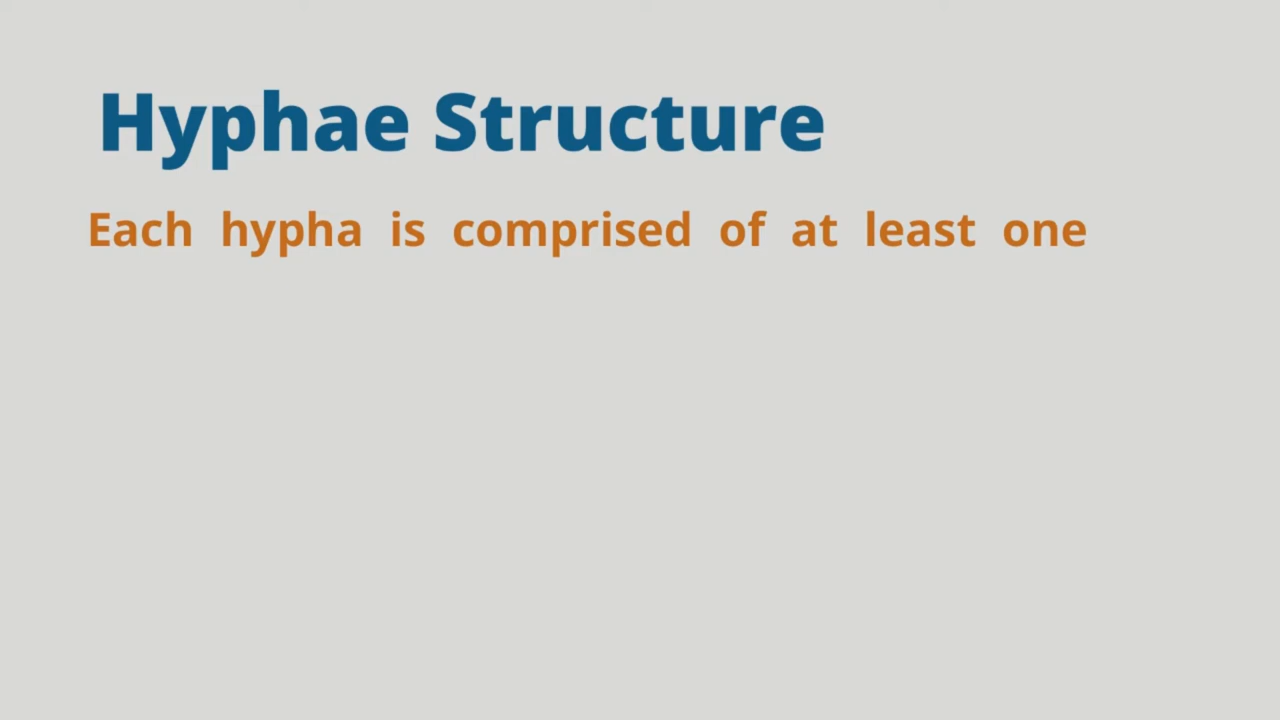 Hyphae Structure
Each hypha is comprised of at least one